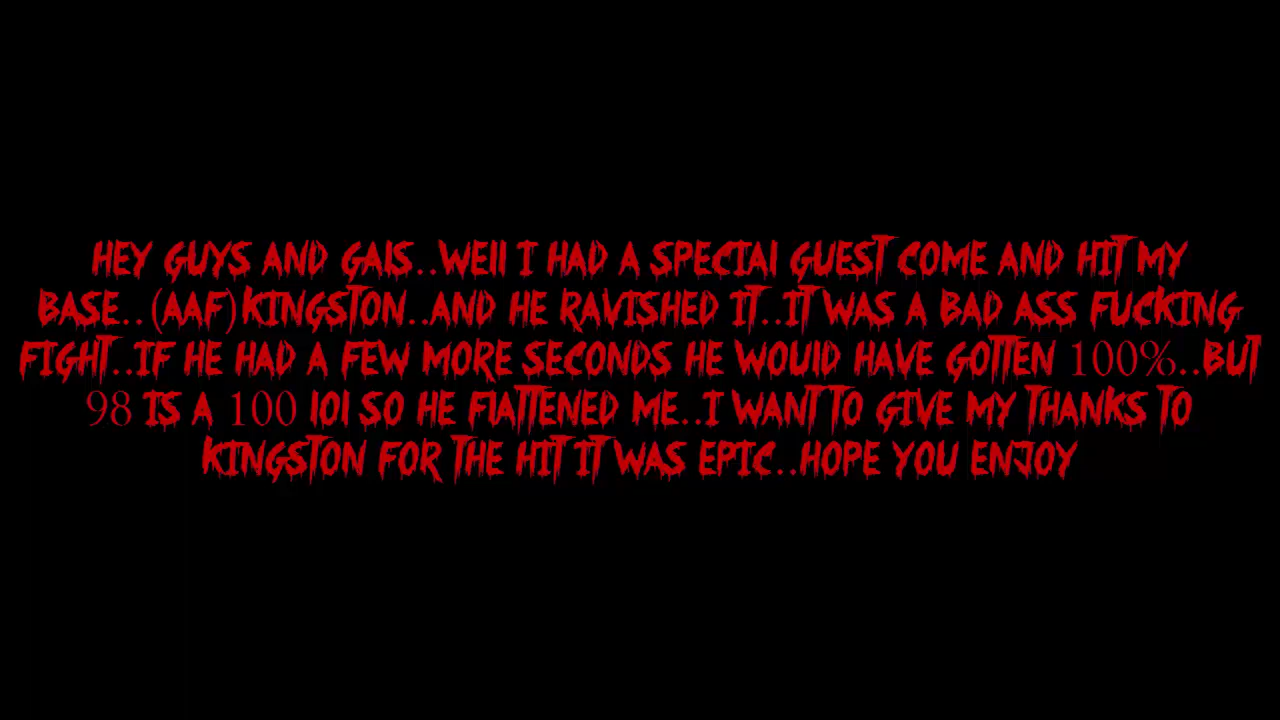 HEY GUYS AND GALS..WELL I HAD A SPECIAL GUEST COME AND HIT MY
BASE..(AAF)KINGSTON..AND HE RAVISHED IT..IT WAS A BAD ASS FUCKING
FIGHT..IF HE HAD A FEW MORE SECONDS HE WOULD HAVE GOTTEN 100%..BUT
98 IS A 100 lOl SO HE FLATTENED ME..I WANT TO GIVE MY THANKS TO
KINGSTON FOR THE HIT IT WAS EPIC..HOPE YOU ENJOY